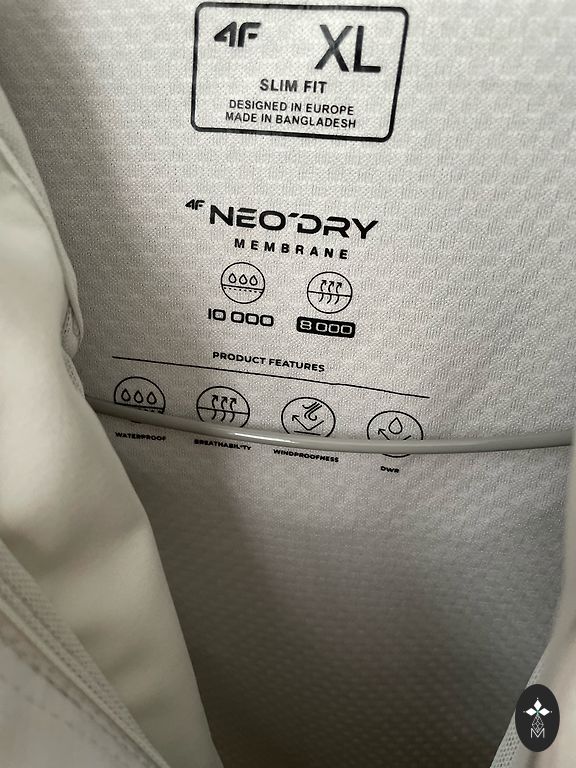 4F XL
SLIM FIT
DESIGNED IN EUROPE
MADE IN BANGLADESH
4F NEO'DRY
MEMBRANE
10 000 8 000
PRODUCT FEATURES
WATERPROOF BREATHABILITY WINDPROOFNESS DWR
M